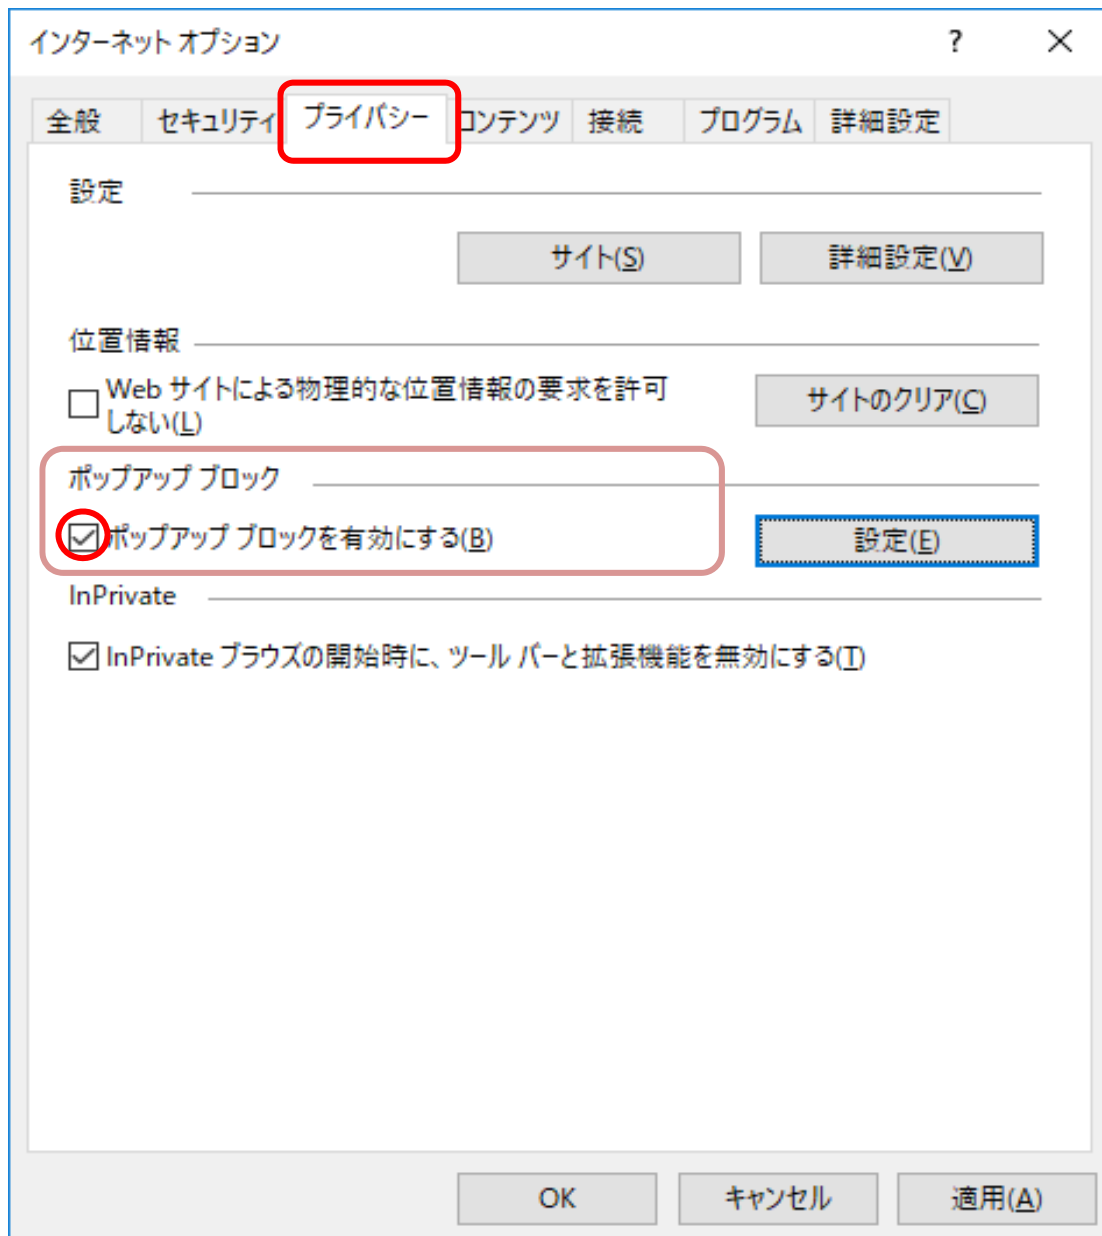 インターネット オプション ?
全般 セキュリティ プライバシー コンテンツ 接続 プログラム 詳細設定
設定
サイト(S) 詳細設定(V)
位置情報
Web サイトによる物理的な位置情報の要求を許可
しない(L)
サイトのクリア(C)
ポップアップ ブロック
ポップアップ ブロックを有効にする(B) 設定(E)
InPrivate
InPrivate ブラウズの開始時に、ツール バーと拡張機能を無効にする(T)
OK キャンセル 適用(A)